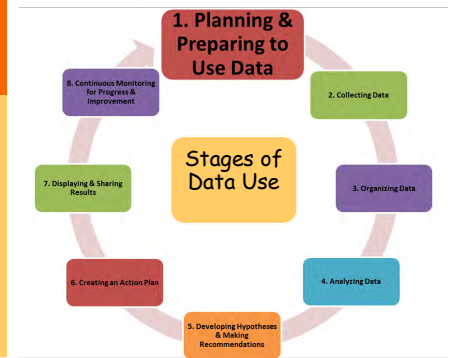 1. Planning &
Preparing to
Use Data
2. Collecting Data
3. Organizing Data
4. Analyzing Data
5. Developing Hypotheses
& Making
Recommendations
6. Creating an Action Plan
7. Displaying & Sharing
Results
8. Continuous Monitoring
for Progress &
Improvement
Stages of
Data Use